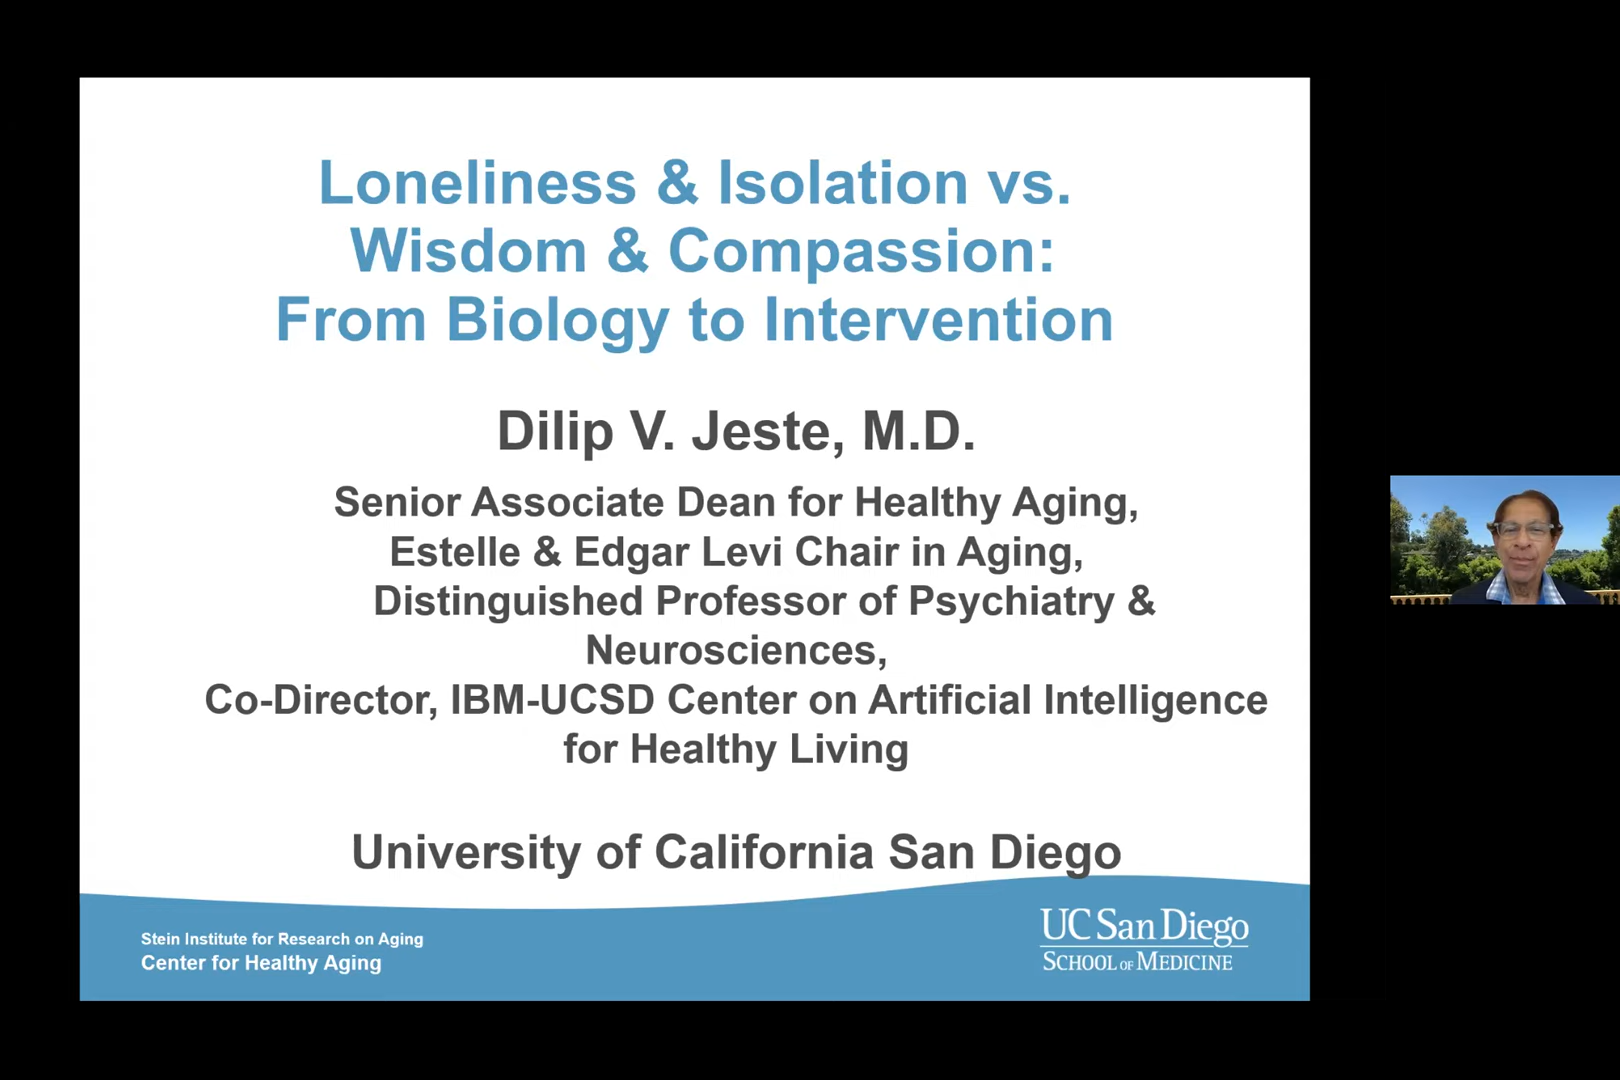 Loneliness & Isolation vs.
Wisdom & Compassion:
From Biology to Intervention
Dilip V. Jeste, M.D.
Senior Associate Dean for Healthy Aging,
Estelle & Edgar Levi Chair in Aging,
Distinguished Professor of Psychiatry &
Neurosciences,
Co-Director, IBM-UCSD Center on Artificial Intelligence
for Healthy Living
University of California San Diego
Stein Institute for Research on Aging
Center for Healthy Aging
UC San Diego
SCHOOL OF MEDICINE